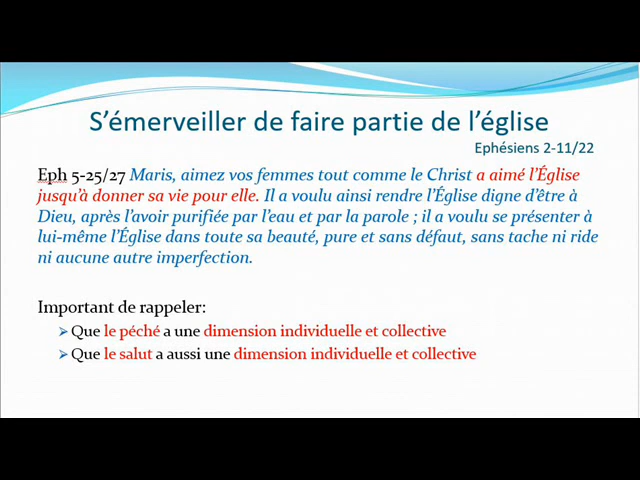 S’émerveiller de faire partie de l’église
Ephésiens 2-11/22
Eph 5-25/27 Maris, aimez vos femmes tout comme le Christ a aimé l’Église
jusqu’à donner sa vie pour elle. Il a voulu ainsi rendre l’Église digne d’être à
Dieu, après l’avoir purifiée par l’eau et par la parole ; il a voulu se présenter à
lui-même l’Église dans toute sa beauté, pure et sans défaut, sans tache ni ride
ni aucune autre imperfection.
Important de rappeler:
➢ Que le péché a une dimension individuelle et collective
➢ Que le salut a aussi une dimension individuelle et collective